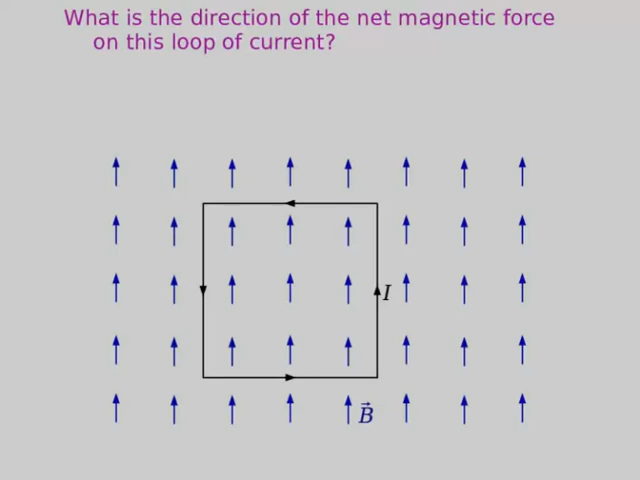 What is the direction of the net magnetic force
on this loop of current?
I
B⃗